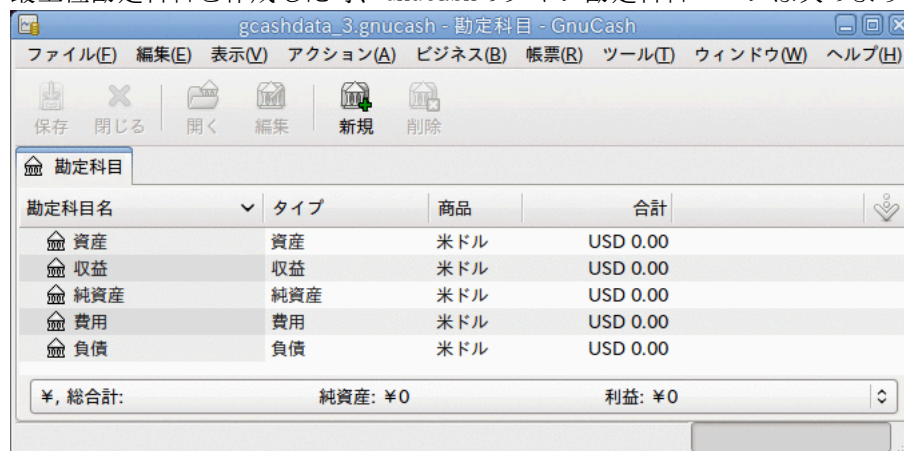 gcashdata_3.gnucash - 勘定科目 - GnuCash
ファイル(F) 編集(E) 表示(V) アクション(A) ビジネス(B) 帳票(R) ツール(T) ウィンドウ(W) ヘルプ(H)
保存 閉じる 開く 編集 新規 削除
勘定科目
勘定科目名 タイプ 商品 合計
資産 資産 米ドル USD 0.00
収益 収益 米ドル USD 0.00
純資産 純資産 米ドル USD 0.00
費用 費用 米ドル USD 0.00
負債 負債 米ドル USD 0.00
¥, 総合計: 純資産: ¥0 利益: ¥0